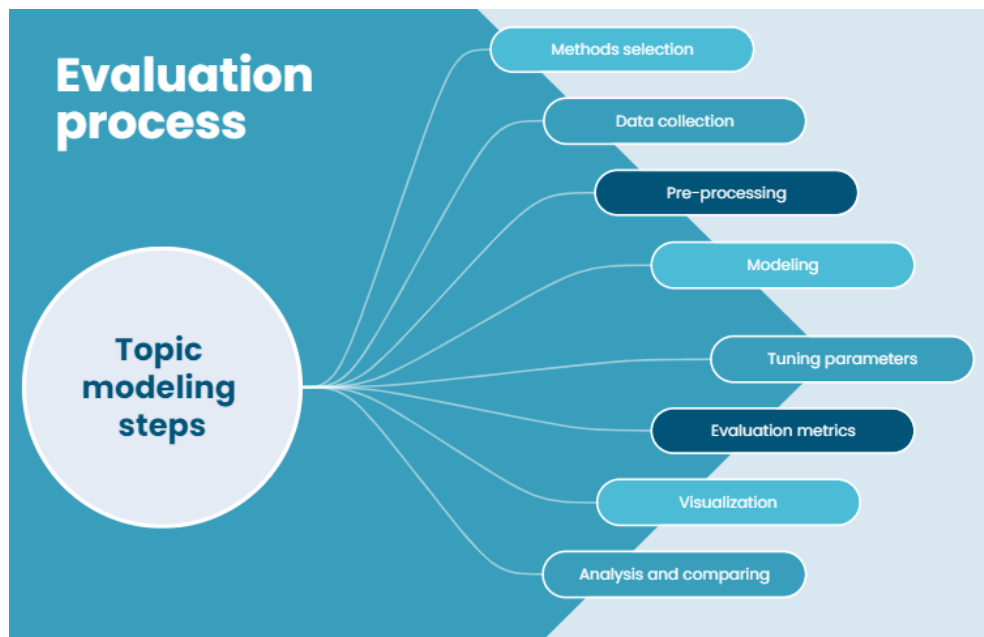 Evaluation
process
Methods selection
Data collection
Pre-processing
Modeling
Topic
modeling
steps
Tuning parameters
Evaluation metrics
Visualization
Analysis and comparing